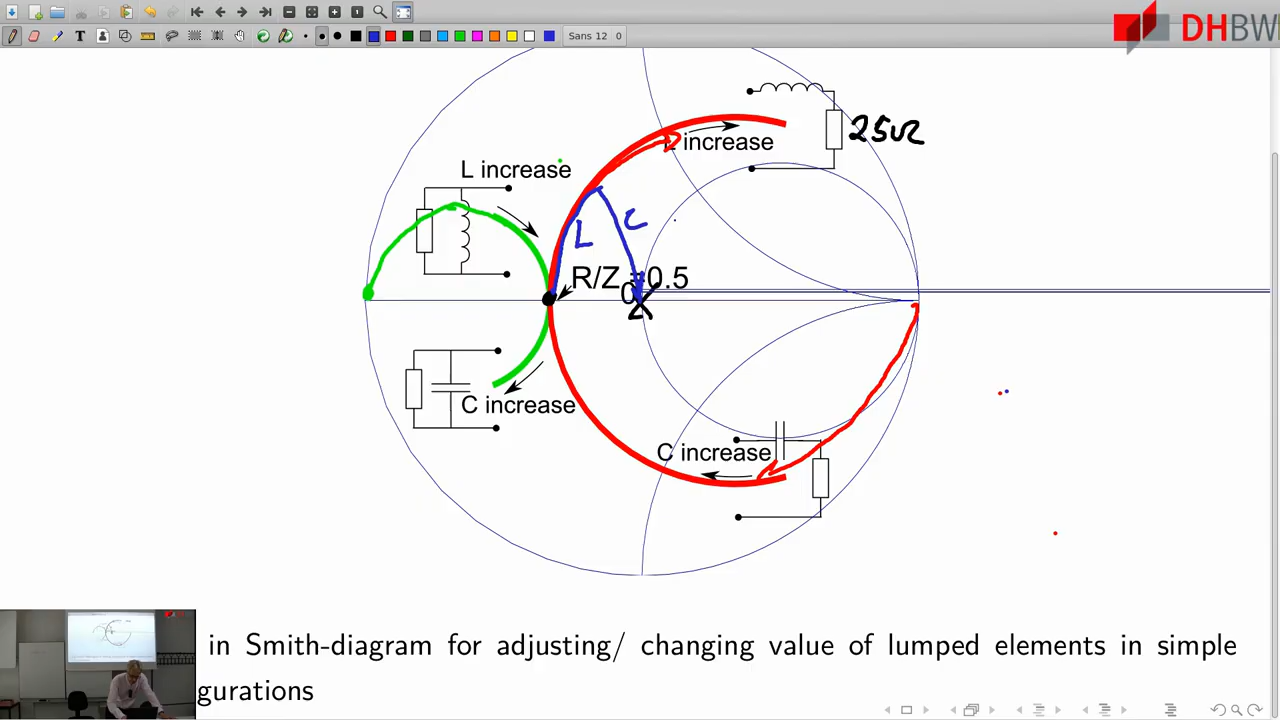 Sans 12 0
DHBW
25Ω
L increase
L increase
C
L
R/Z0=0.5
C increase
C increase
in Smith-diagram for adjusting/ changing value of lumped elements in simple
gurations